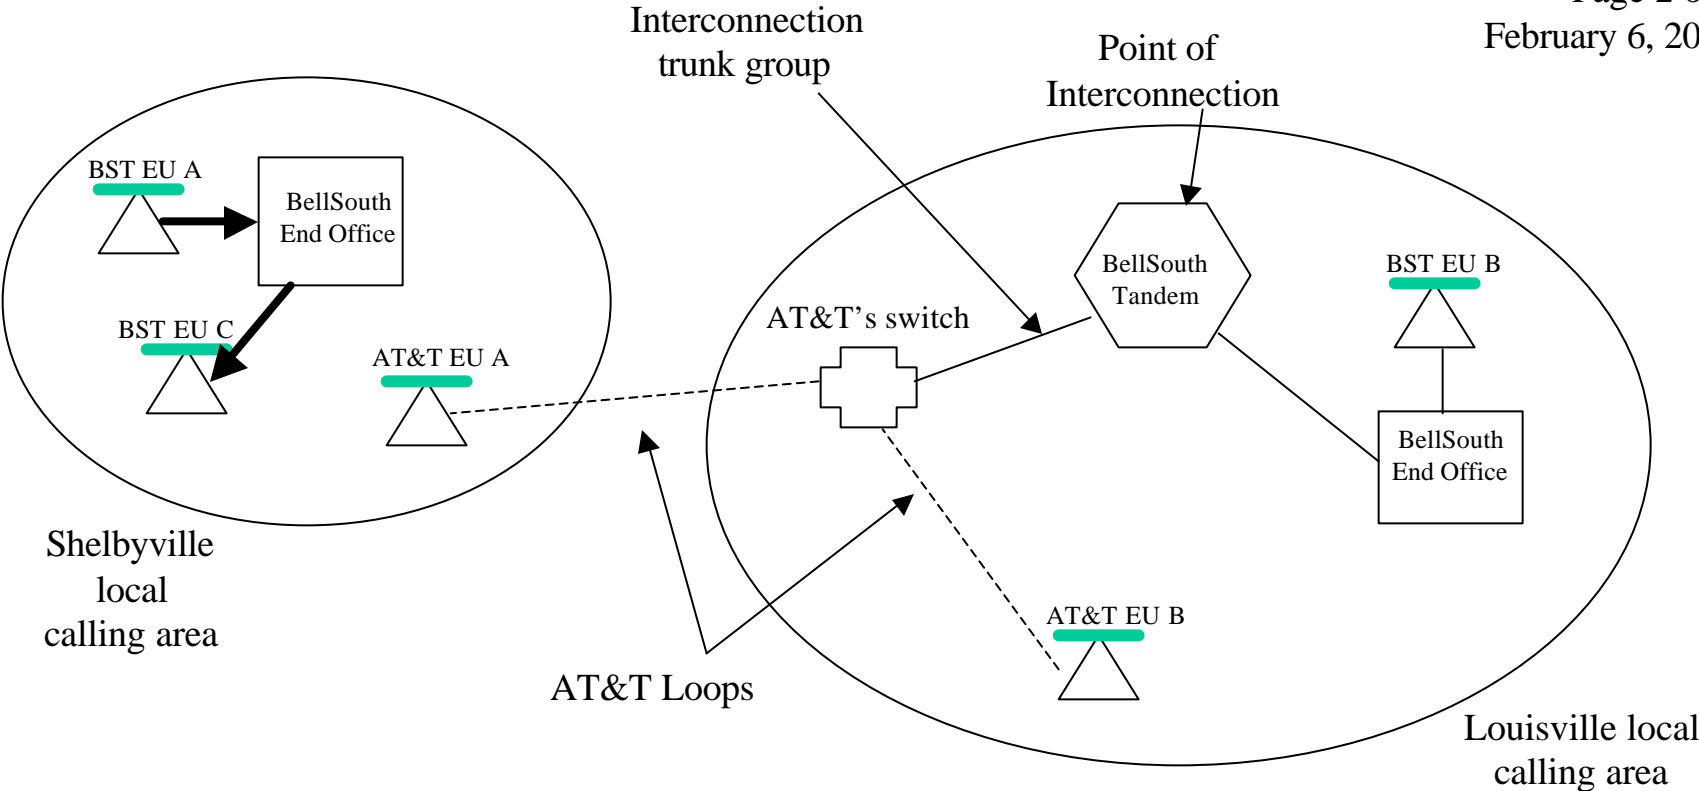 Interconnection
trunk group
Point of
Interconnection
February 6, 20
BST EU A
BellSouth
End Office
BST EU C
AT&T EU A
AT&T's switch
BellSouth
Tandem
BST EU B
BellSouth
End Office
AT&T EU B
Shelbyville
local
calling area
AT&T Loops
Louisville local
calling area